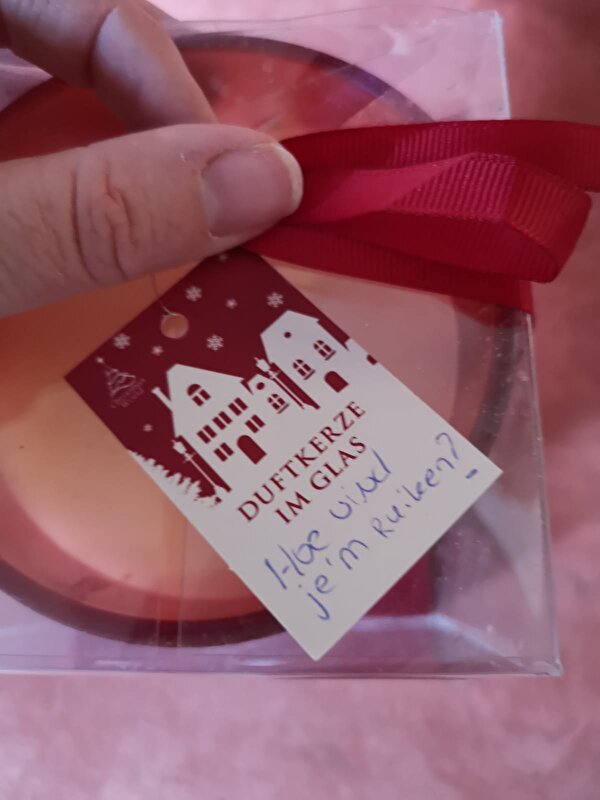 DUFTKERZE
IM GLAS
Hoe vind
je 'm Ruiken?